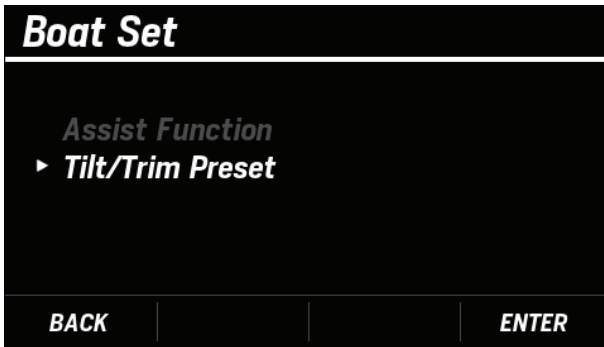 Boat Set
Assist Function
Tilt/Trim Preset
BACK ENTER